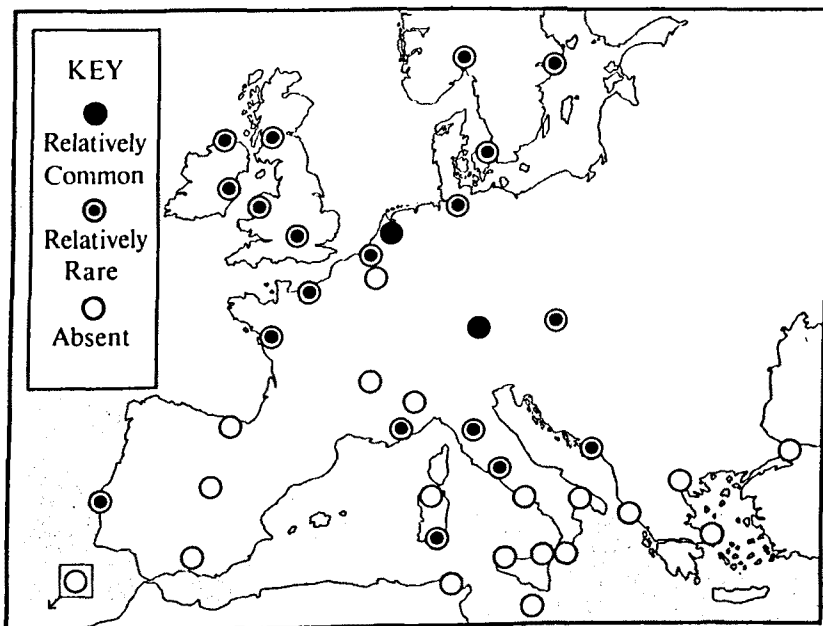 KEY
Relatively
Common
Relatively
Rare
Absent